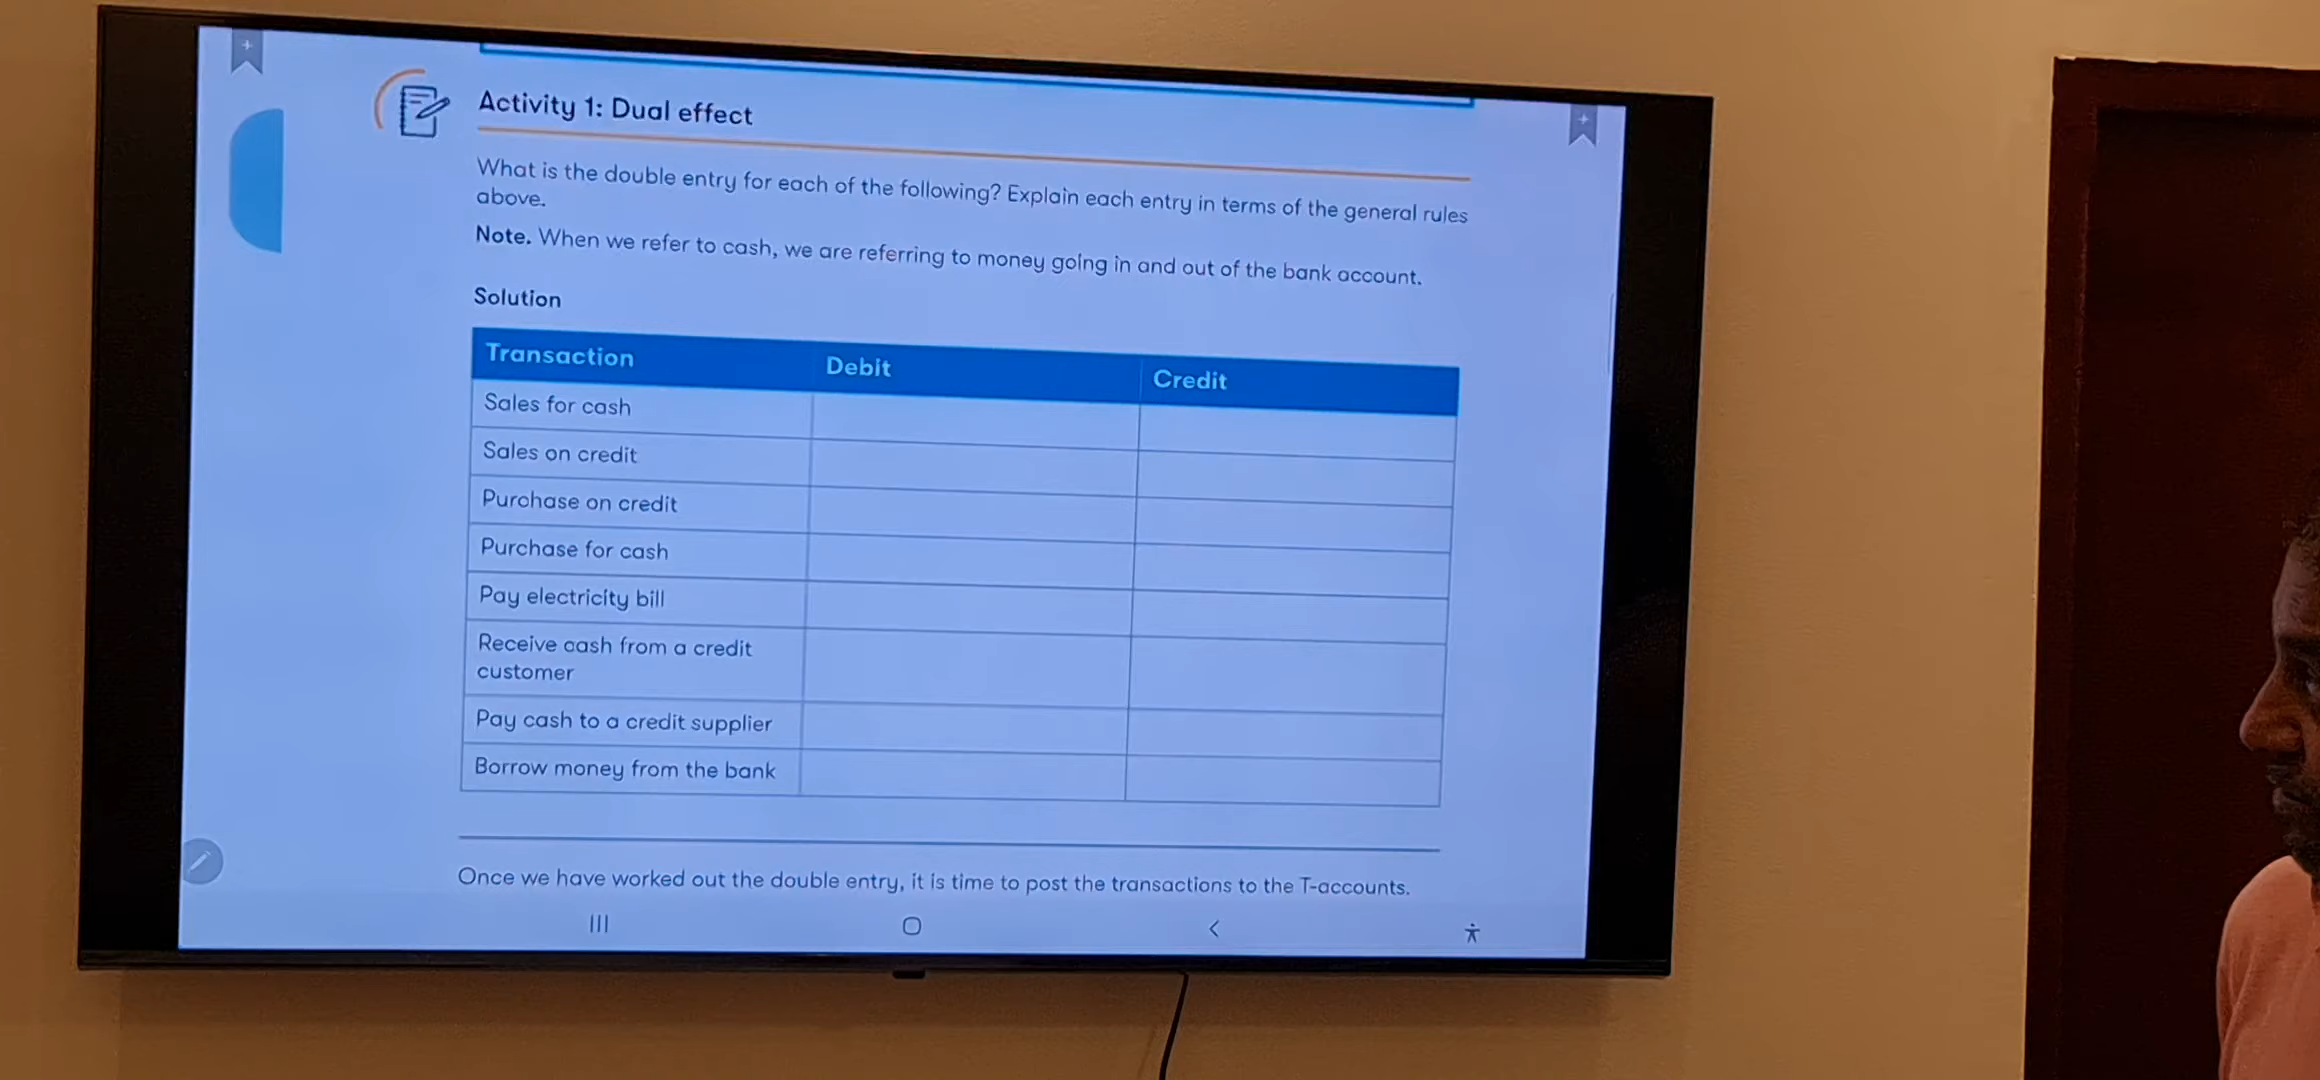 Activity 1: Dual effect
What is the double entry for each of the following? Explain each entry in terms of the general rules
above.
Note. When we refer to cash, we are referring to money going in and out of the bank account.
Solution
Transaction Debit Credit
Sales for cash
Sales on credit
Purchase on credit
Purchase for cash
Pay electricity bill
Receive cash from a credit
customer
Pay cash to a credit supplier
Borrow money from the bank
Once we have worked out the double entry, it is time to post the transactions to the T-accounts.